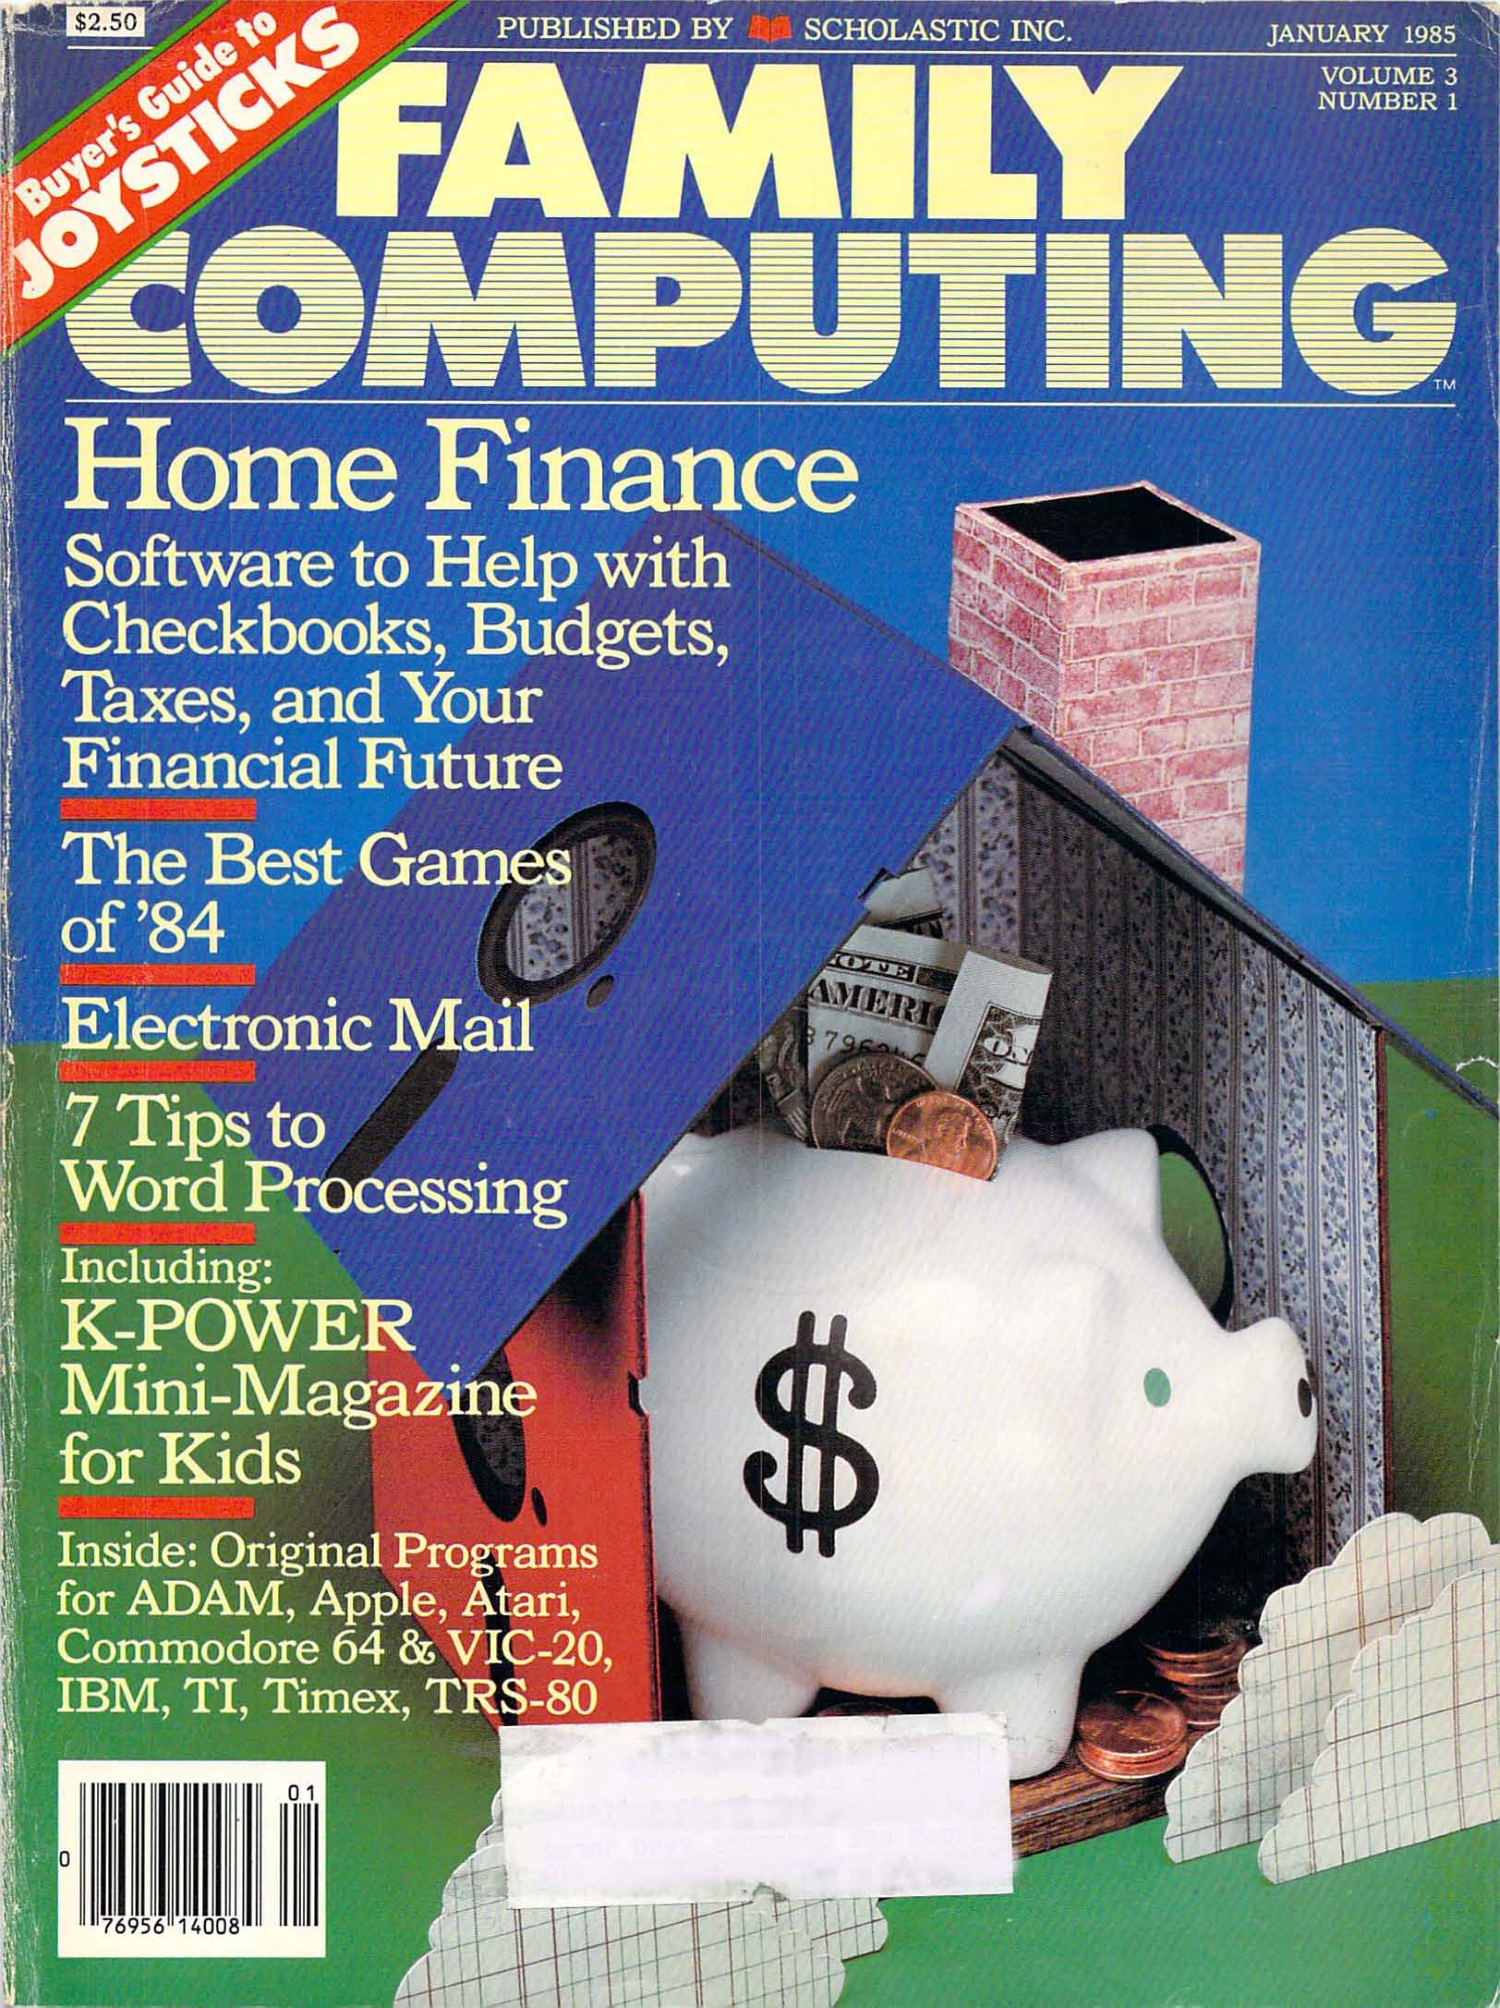 $2.50
PUBLISHED BY SCHOLASTIC INC.
JANUARY 1985
VOLUME 3
NUMBER 1
Buyer's Guide to
JOYSTICKS
FAMILY
COMPUTING
TM
Home Finance
Software to Help with
Checkbooks, Budgets,
Taxes, and Your
Financial Future
The Best Games
of '84
Electronic Mail
7 Tips to
Word Processing
Including:
K-POWER
Mini-Magazine
for Kids
Inside: Original Programs
for ADAM, Apple, Atari,
Commodore 64 & VIC-20,
IBM, TI, Timex, TRS-80
$
01
0
76956 14008